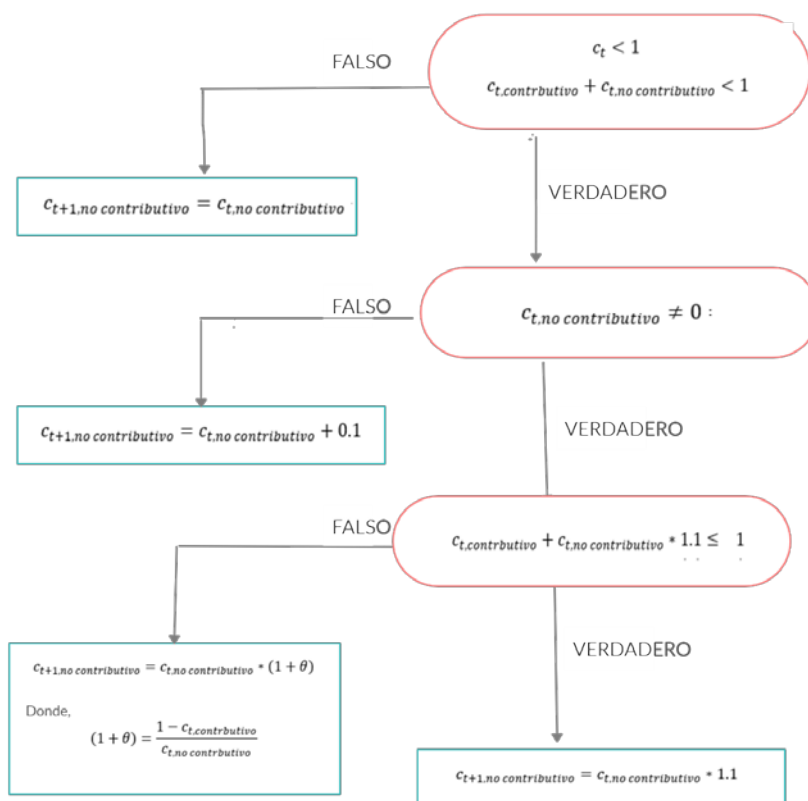 c_t < 1
FALSO
c_{t,contrbutivo} + c_{t,no contributivo} < 1
VERDADERO
c_{t+1,no contributivo} = c_{t,no contributivo}
FALSO
c_{t,no contributivo} ≠ 0 :
c_{t+1,no contributivo} = c_{t,no contributivo} + 0.1
VERDADERO
FALSO
c_{t,contrbutivo} + c_{t,no contributivo} * 1.1 ≤ 1
VERDADERO
c_{t+1,no contributivo} = c_{t,no contributivo} * (1 + θ)
Donde,
(1 + θ) = \frac{1 − c_{t,contrbutivo}}{c_{t,no contrbutivo}}
c_{t+1,no contributivo} = c_{t,no contributivo} * 1.1